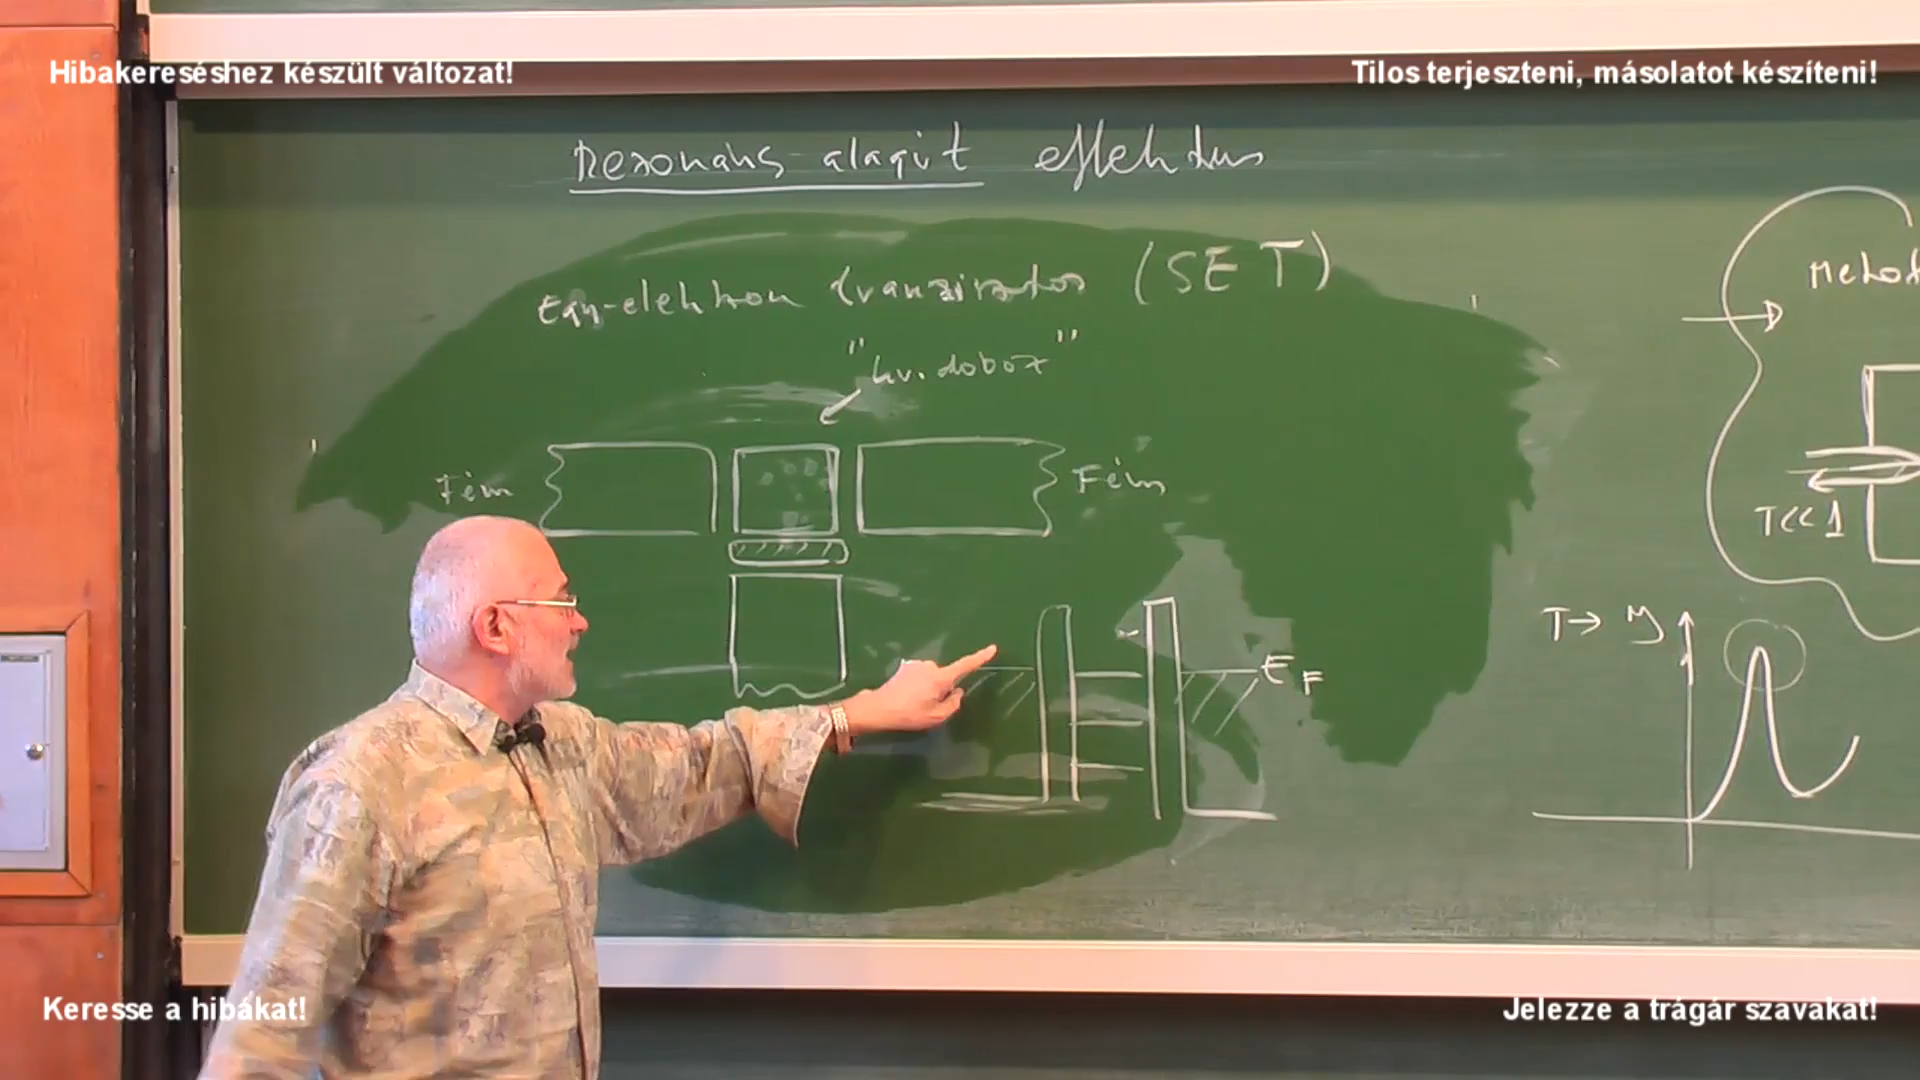 Hibakereséshez készült változat!
Tilos terjeszteni, másolatot készíteni!
Rezonáns alagút effektus
Egy-elektron tranzisztor (SET)
"kv. doboz"
Fém
Fém
T<<1
T→
E F
Keresse a hibákat!
Jelezze a trágár szavakat!